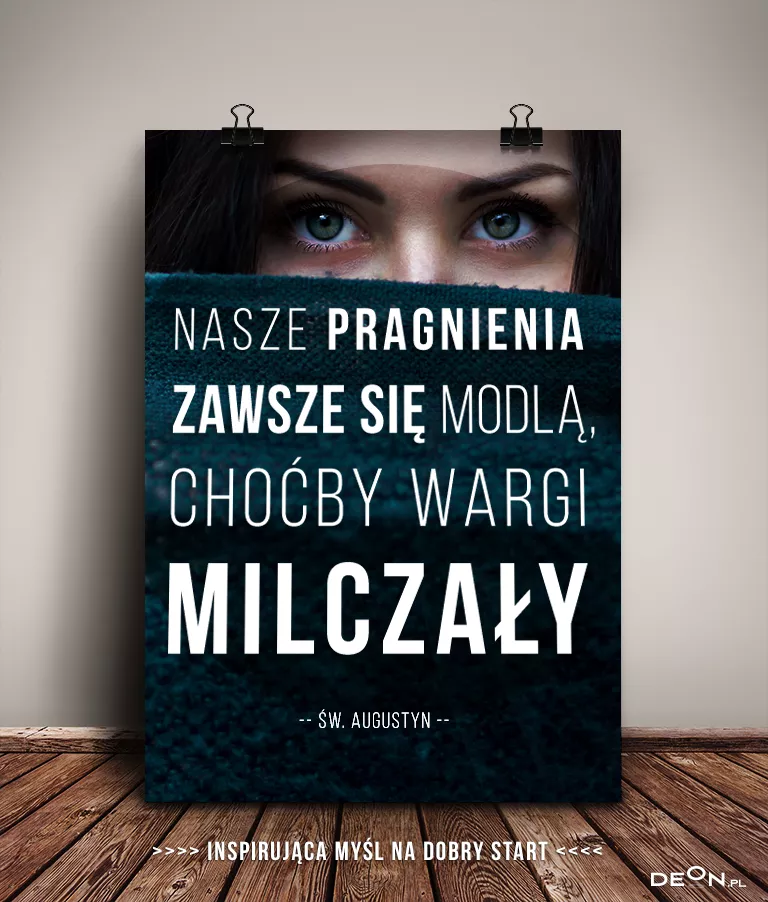 NASZE PRAGNIENIA
ZAWSZE SIĘ MODLĄ,
CHOĆBY WARGI
MILCZAŁY
-- ŚW. AUGUSTYN --
>>>> INSPIRUJĄCA MYŚL NA DOBRY START <<<<
DEON.PL